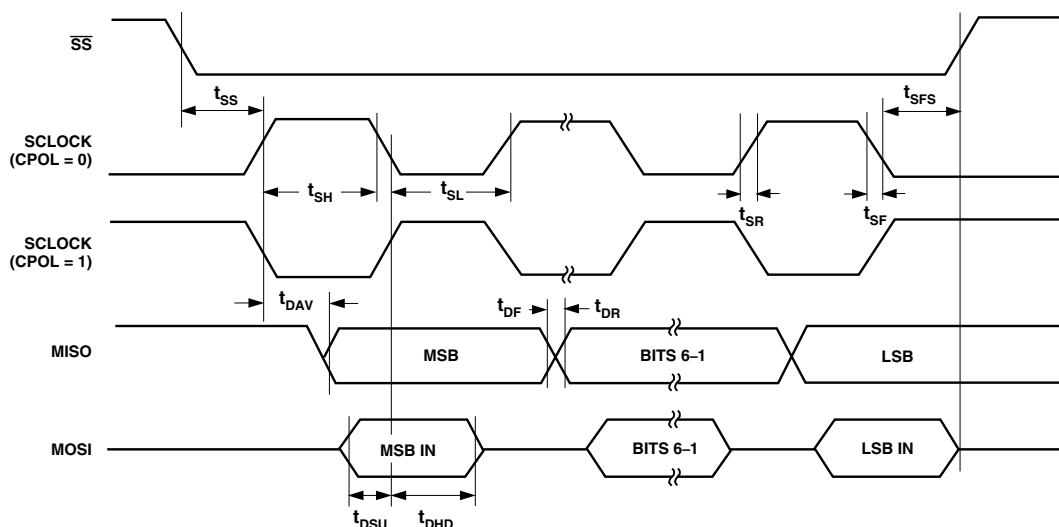 SS
tSS
tSFS
SCLOCK
(CPOL = 0)
tSH
tSL
tSR
tSF
SCLOCK
(CPOL = 1)
tDAV
tDF
tDR
MISO
MSB
BITS 6–1
LSB
MOSI
MSB IN
BITS 6–1
LSB IN
tDSU
tDHD